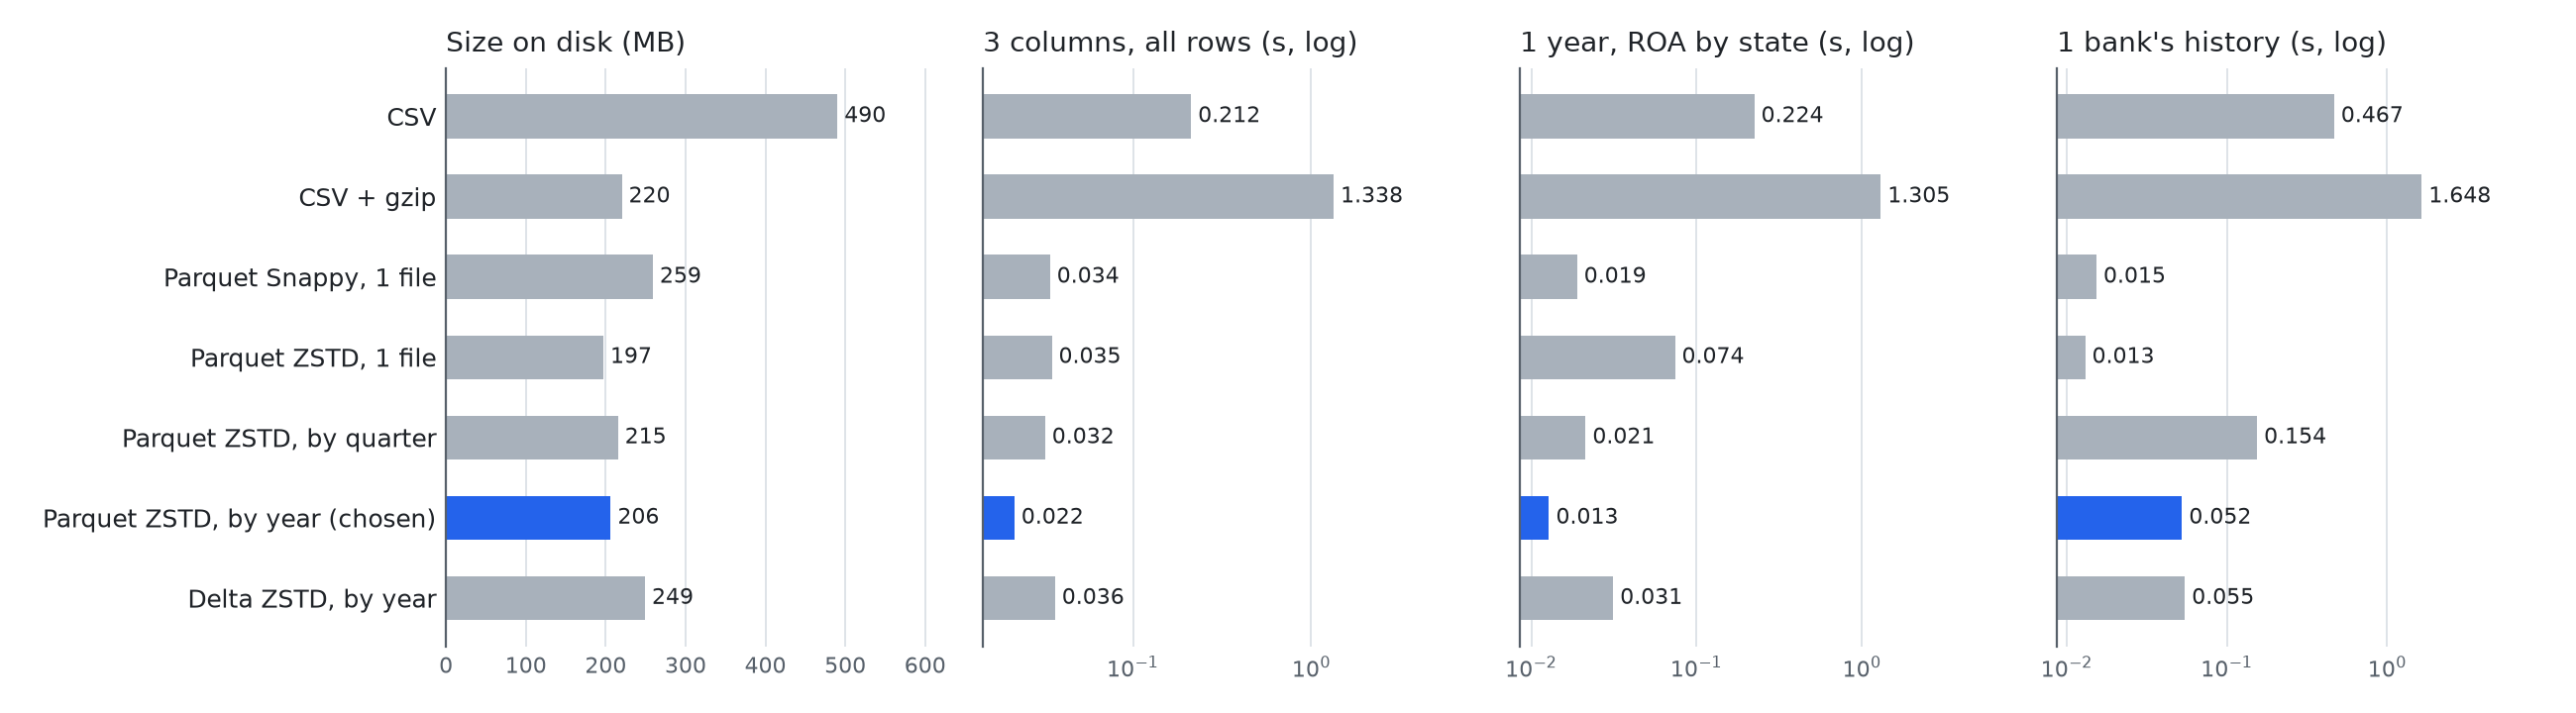 Size on disk (MB)
3 columns, all rows (s, log)
1 year, ROA by state (s, log)
1 bank's history (s, log)
CSV 490 0.212 0.224 0.467
CSV + gzip 220 1.338 1.305 1.648
Parquet Snappy, 1 file 259 0.034 0.019 0.015
Parquet ZSTD, 1 file 197 0.035 0.074 0.013
Parquet ZSTD, by quarter 215 0.032 0.021 0.154
Parquet ZSTD, by year (chosen) 206 0.022 0.013 0.052
Delta ZSTD, by year 249 0.036 0.031 0.055
0 100 200 300 400 500 600
10⁻¹ 10⁰
10⁻² 10⁻¹ 10⁰
10⁻² 10⁻¹ 10⁰